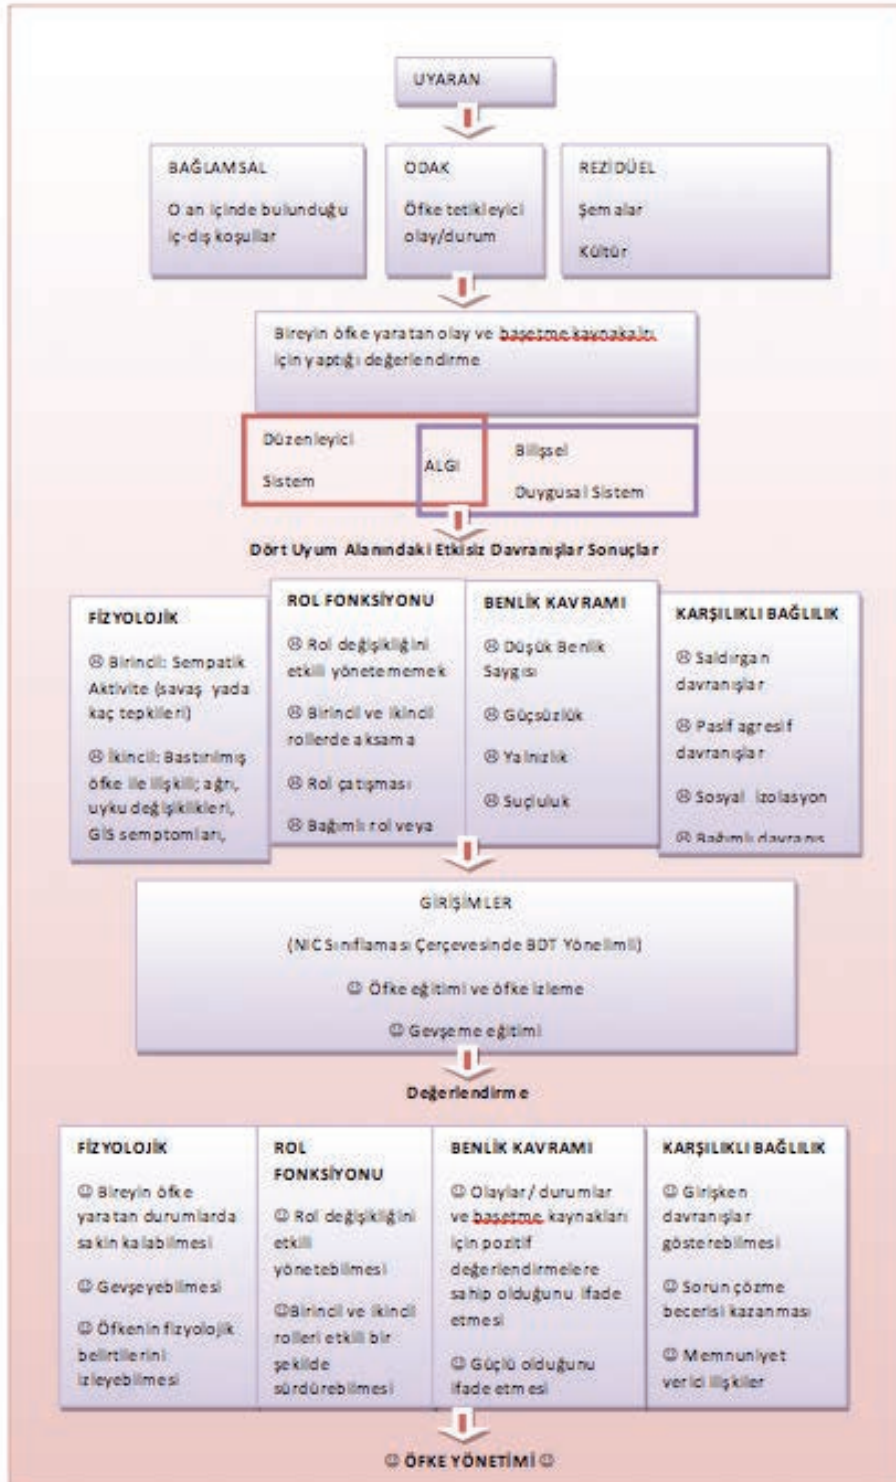 UYARAN
BAĞLAMSAL
O an içinde bulunduğu
iç-dış koşullar
ODAK
Öfke tetikleyici
olay/durum
REZİDÜEL
Şemalar
Kültür
Bireyin öfke yaratan olay ve başetme kaynakalrı
için yaptığı değerlendirme
Düzenleyici
Sistem
ALGI
Bilişsel
Duygusal Sistem
Dört Uyum Alanındaki Etkisiz Davranışlar Sonuçlar
FİZYOLOJİK
☹ Birincil: Sempatik
Aktivite (savaş yada
kaç tepkileri)
☹ İkincil: Bastırılmış
öfke ile ilişkili; ağrı,
uyku değişiklikleri,
GİS semptomları,
ROL FONKSİYONU
☹ Rol değişikliğini
etkili yönetememek
☹ Birincil ve ikincil
rollerde aksama
☹ Rol çatışması
☹ Bağımlı rol veya
BENLİK KAVRAMI
☹ Düşük Benlik
Saygısı
☹ Güçsüzlük
☹ Yalnızlık
☹ Suçluluk
KARŞILIKLI BAĞLILIK
☹ Saldırgan
davranışlar
☹ Pasif agresif
davranışlar
☹ Sosyal izolasyon
☹ Bağımlı davranış
GİRİŞİMLER
(NIC Sınıflaması Çerçevesinde BDT Yönelimli)
☺ Öfke eğitimi ve öfke izleme
☺ Gevşeme eğitimi
Değerlendirme
FİZYOLOJİK
☺ Bireyin öfke
yaratan durumlarda
sakin kalabilmesi
☺ Gevşeyebilmesi
☺ Öfkenin fizyolojik
belirtilerini
izleyebilmesi
ROL
FONKSİYONU
☺ Rol değişikliğini
etkili
yönetebilmesi
☺Birincil ve ikincil
rolleri etkili bir
şekilde
sürdürebilmesi
BENLİK KAVRAMI
☺ Olaylar/ durumlar
ve başetme kaynakları
için pozitif
değerlendirmelere
sahip olduğunu ifade
etmesi
☺ Güçlü olduğunu
ifade etmesi
KARŞILIKLI BAĞLILIK
☺ Girişken
davranışlar
gösterebilmesi
☺ Sorun çözme
becerisi kazanması
☺ Memnuniyet
verici ilişkiler
☺ ÖFKE YÖNETİMİ ☺